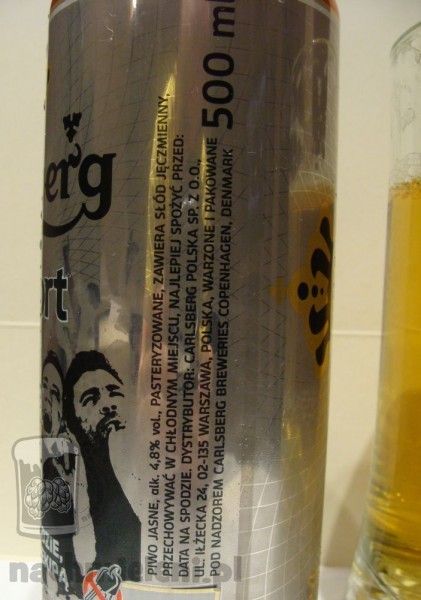 PIWO JASNE, alk. 4,8% vol., PASTERYZOWANE, ZAWIERA SŁÓD JĘCZMIENNY,
PRZECHOWYWAĆ W CHŁODNYM MIEJSCU, NAJLEPIEJ SPOŻYĆ PRZED:
DATA NA SPODZIE. DYSTRYBUTOR: CARLSBERG POLSKA SP. Z O.O.,
UL. IŁŻECKA 24, 02-135 WARSZAWA, POLSKA, WARZONE I PAKOWANE
POD NADZOREM CARLSBERG BREWERIES COPENHAGEN, DENMARK
500 ml
berg
ort